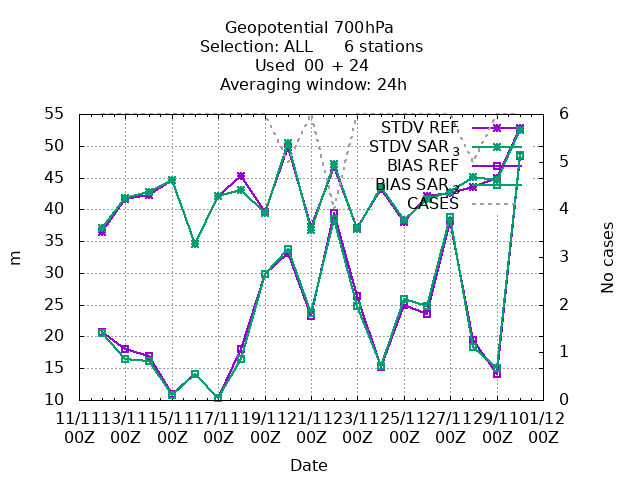 Geopotential 700hPa
Selection: ALL 6 stations
Used 00 + 24
Averaging window: 24h
55 6
50 5
45
40 4
35
30 3
25 2
20
15 1
10 0
STDV REF
STDV SAR 3
BIAS REF
BIAS SAR 3
CASES
m
No cases
11/11 13/11 15/11 17/11 19/11 21/11 23/11 25/11 27/11 29/11 01/12
00Z 00Z 00Z 00Z 00Z 00Z 00Z 00Z 00Z 00Z 00Z
Date